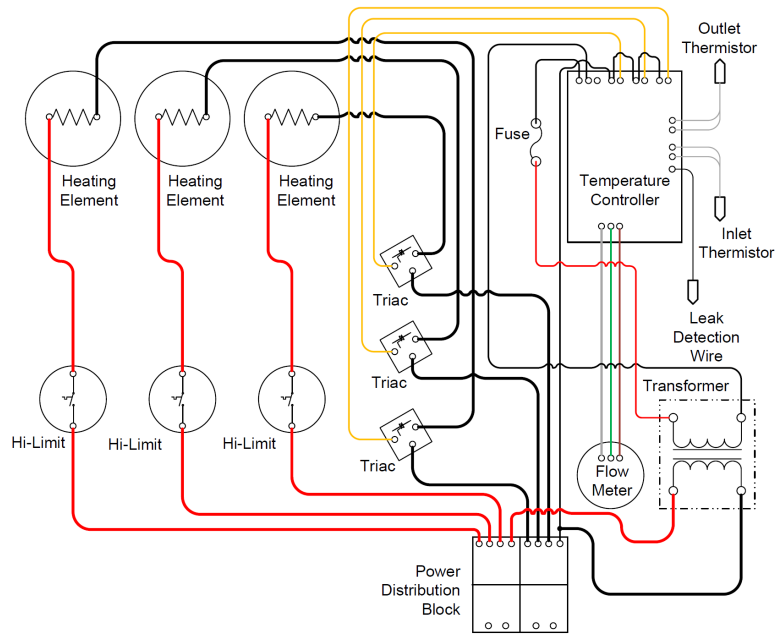 Outlet
Thermistor
Fuse
Heating
Element
Heating
Element
Heating
Element
Temperature
Controller
Inlet
Thermistor
Triac
Leak
Detection
Wire
Triac
Transformer
Hi-Limit
Hi-Limit
Hi-Limit
Triac
Flow
Meter
Power
Distribution
Block